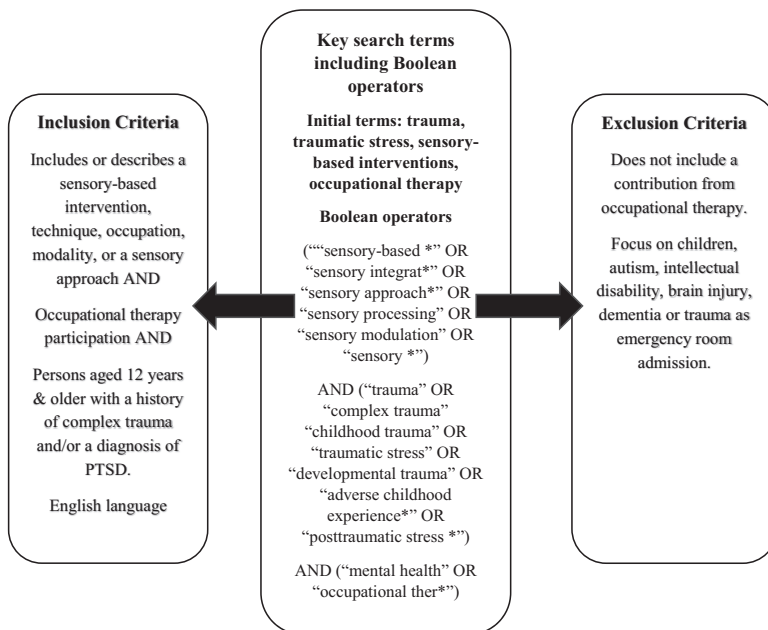 Inclusion Criteria
Includes or describes a
sensory-based
intervention,
technique, occupation,
modality, or a sensory
approach AND
Occupational therapy
participation AND
Persons aged 12 years
& older with a history
of complex trauma
and/or a diagnosis of
PTSD.
English language
Key search terms
including Boolean
operators
Initial terms: trauma,
traumatic stress, sensory-
based interventions,
occupational therapy
Boolean operators
(““sensory-based *” OR
“sensory integrat*” OR
“sensory approach*” OR
“sensory processing” OR
“sensory modulation” OR
“sensory *”)
AND (“trauma” OR
“complex trauma”
“childhood trauma” OR
“traumatic stress” OR
“developmental trauma” OR
“adverse childhood
experience*” OR
“posttraumatic stress *”)
AND (“mental health” OR
“occupational ther*”)
Exclusion Criteria
Does not include a
contribution from
occupational therapy.
Focus on children,
autism, intellectual
disability, brain injury,
dementia or trauma as
emergency room
admission.